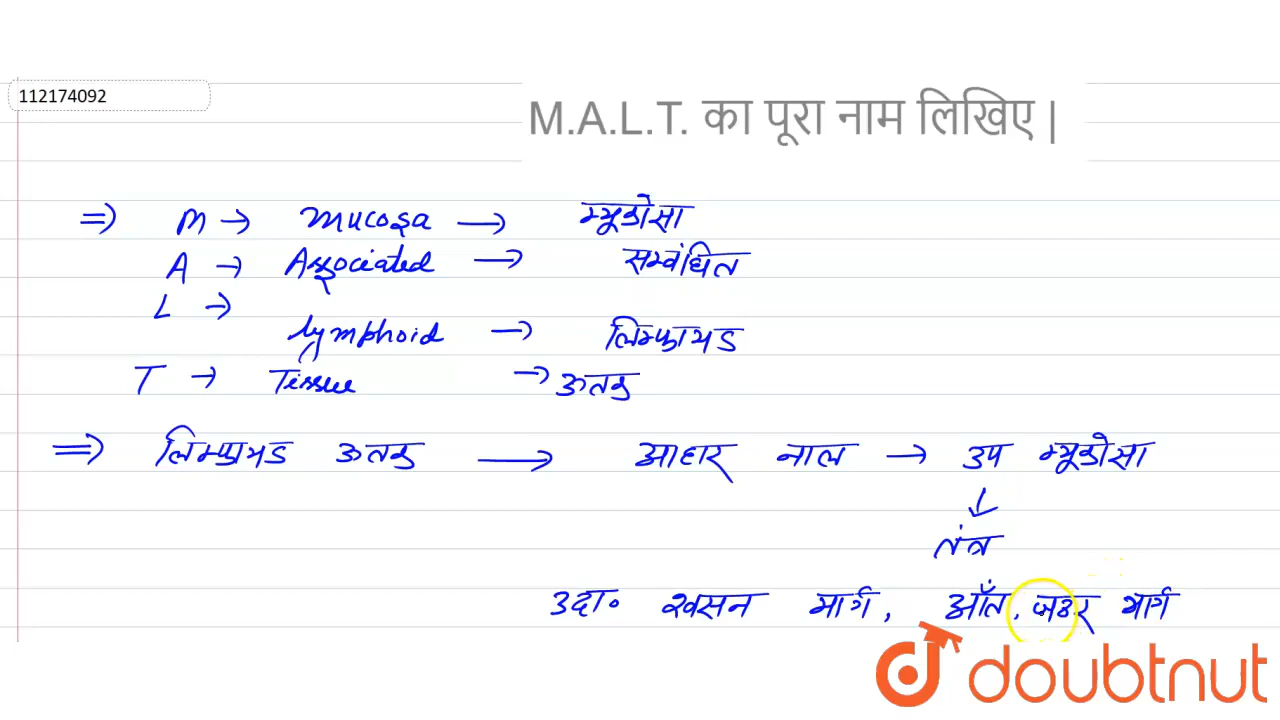 112174092
M.A.L.T. का पूरा नाम लिखिए |
⇒ M → Mucosa → म्यूकोसा
A → Associated → सम्बंधित
L →
lymphoid → लिम्फायड
T → Tissue → ऊतक
⇒ लिम्फायड ऊतक → आहार नाल → उप म्यूकोसा
↓
तंत्र
उदा० श्वसन मार्ग, आँत, जठर मार्ग
doubtnut